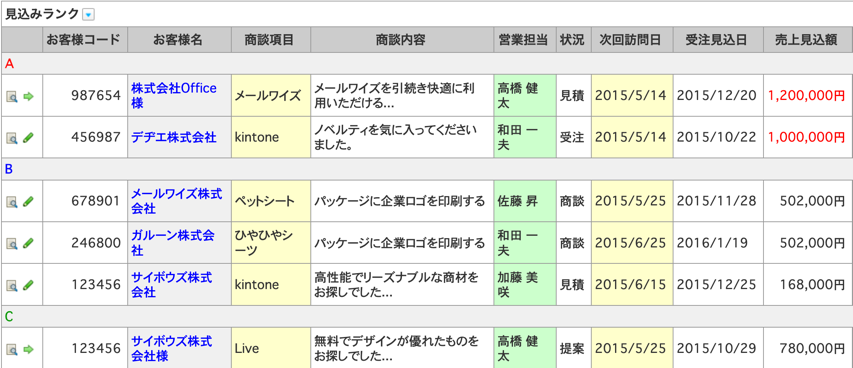 見込みランク
お客様コード お客様名 商談項目 商談内容 営業担当 状況 次回訪問日 受注見込日 売上見込額
A
987654 株式会社Office様 メールワイズ メールワイズを引続き快適に利用いただける... 高橋 健太 見積 2015/5/14 2015/12/20 1,200,000円
456987 デヂエ株式会社 kintone ノベルティを気に入ってくださいました。 和田 一夫 受注 2015/5/14 2015/10/22 1,000,000円
B
678901 メールワイズ株式会社 ペットシート パッケージに企業ロゴを印刷する 佐藤 昇 商談 2015/5/25 2015/11/28 502,000円
246800 ガルーン株式会社 ひやひやシーツ パッケージに企業ロゴを印刷する 和田 一夫 商談 2015/6/25 2016/1/19 502,000円
123456 サイボウズ株式会社 kintone 高性能でリーズナブルな商材をお探しでした... 加藤 美咲 見積 2015/6/15 2015/12/25 168,000円
C
123456 サイボウズ株式会社様 Live 無料でデザインが優れたものをお探しでした... 高橋 健太 提案 2015/5/25 2015/10/29 780,000円